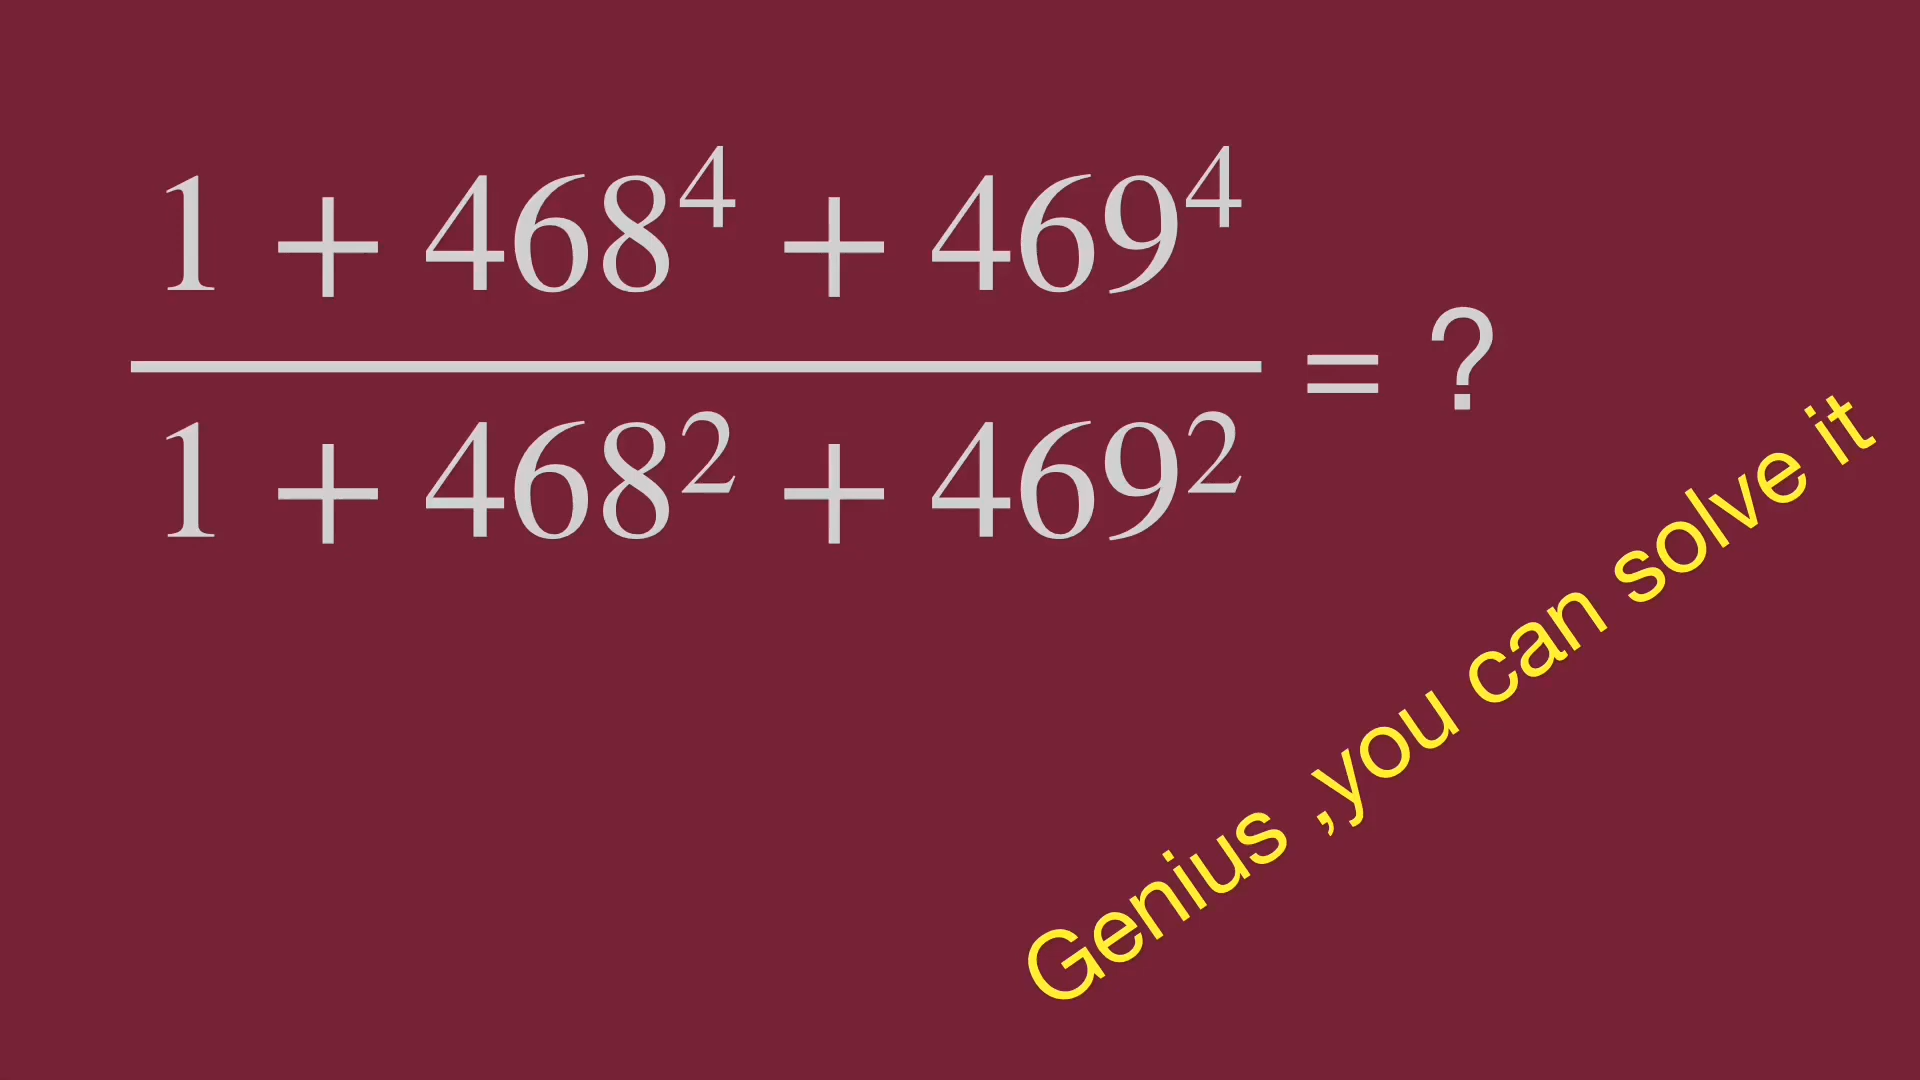 1 + 468⁴ + 469⁴
1 + 468² + 469²
= ?
Genius ,you can solve it